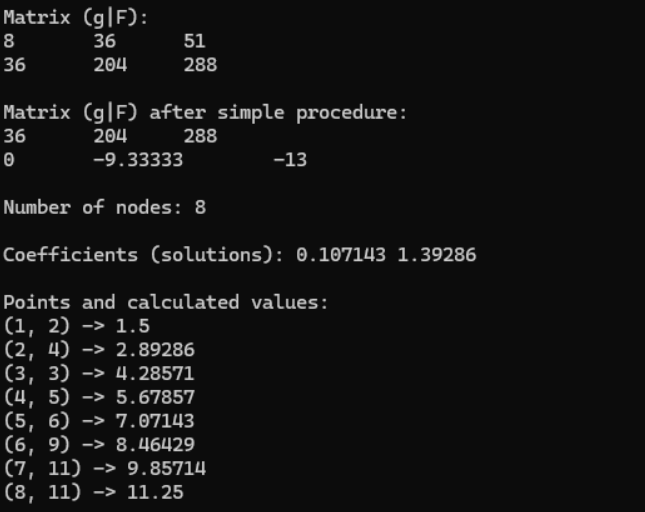 Matrix (g|F):
8 36 51
36 204 288
Matrix (g|F) after simple procedure:
36 204 288
0 -9.33333 -13
Number of nodes: 8
Coefficients (solutions): 0.107143 1.39286
Points and calculated values:
(1, 2) -> 1.5
(2, 4) -> 2.89286
(3, 3) -> 4.28571
(4, 5) -> 5.67857
(5, 6) -> 7.07143
(6, 9) -> 8.46429
(7, 11) -> 9.85714
(8, 11) -> 11.25